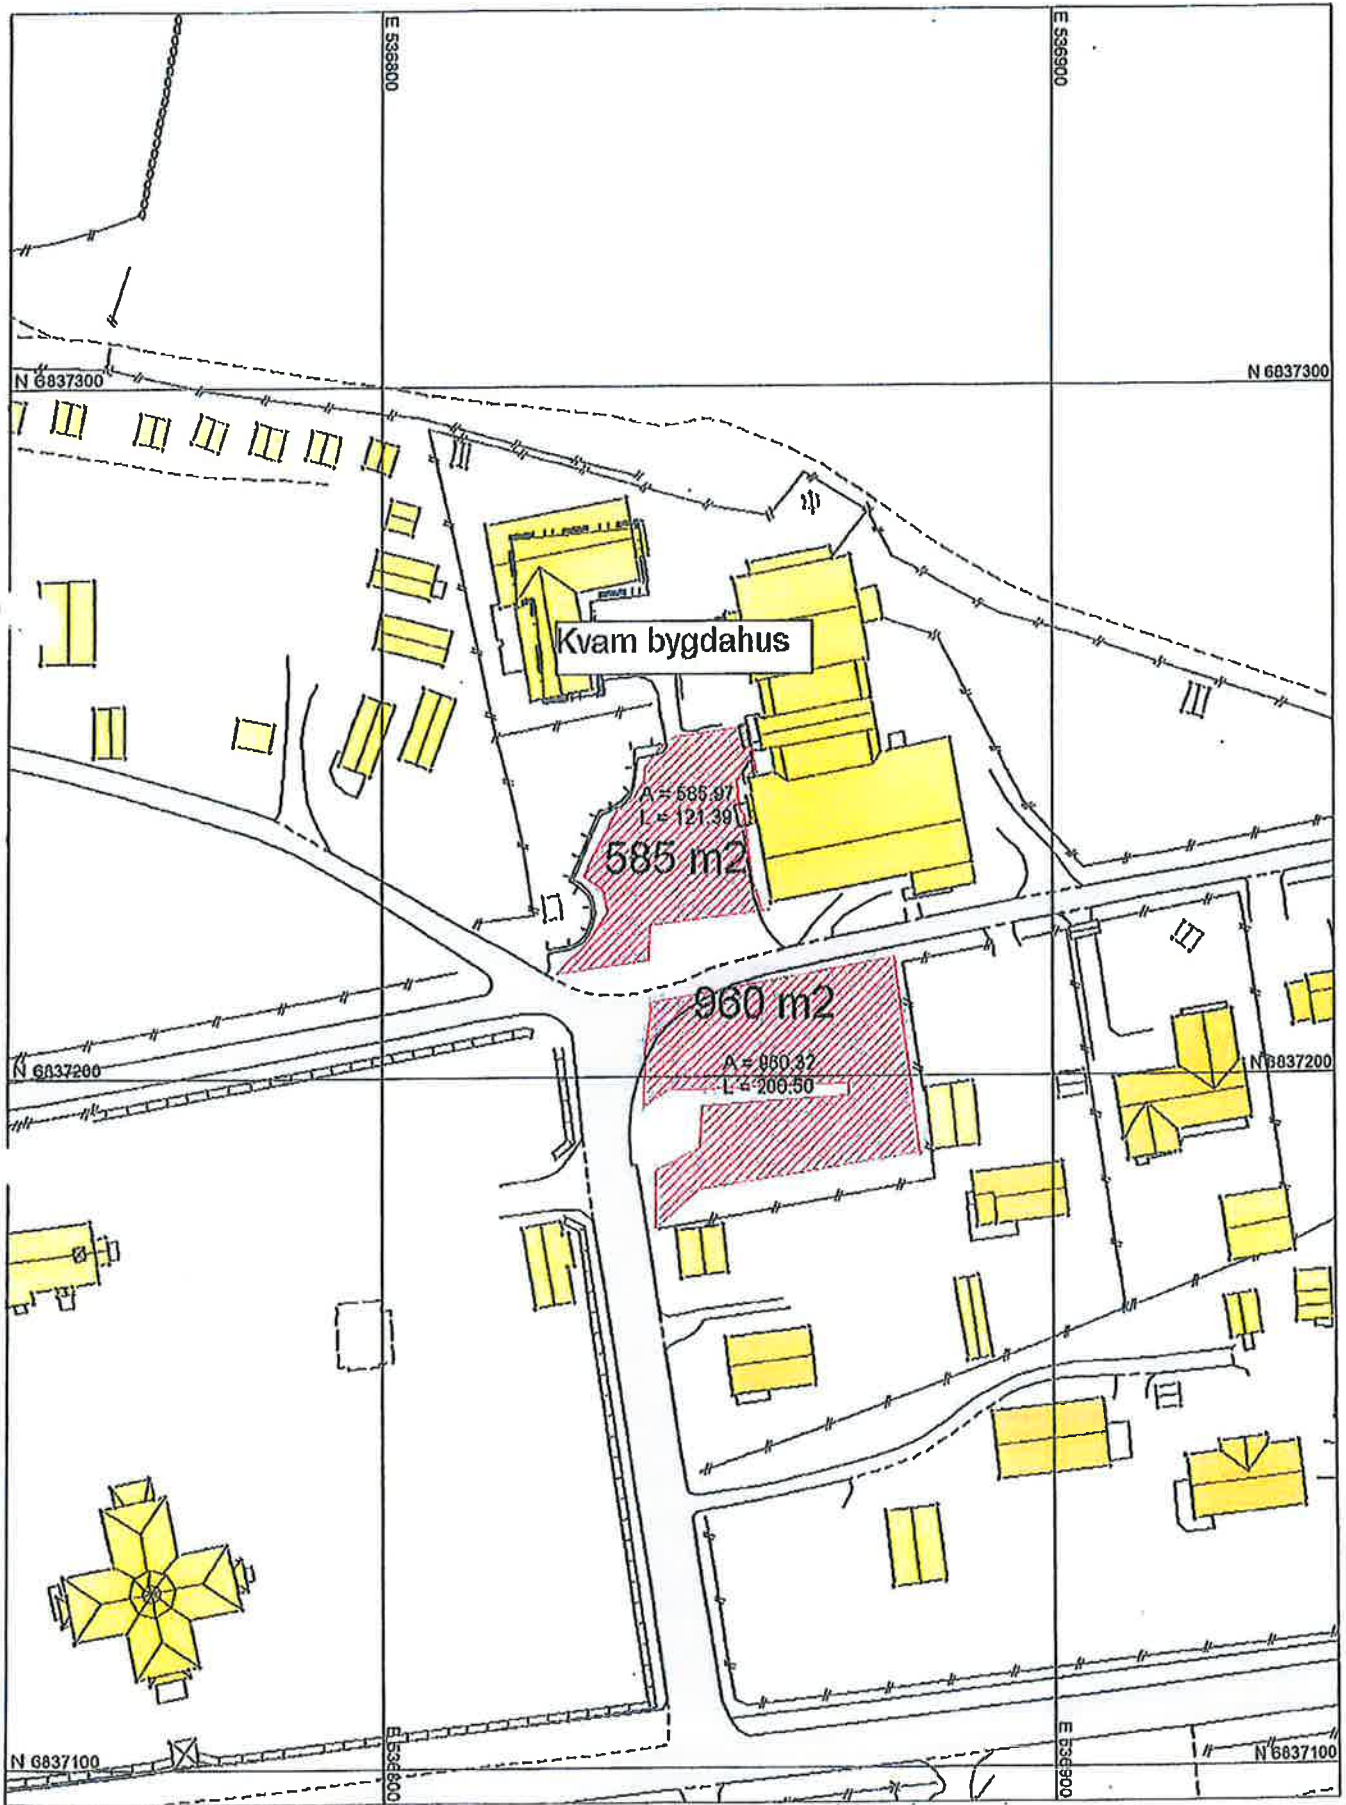 E 536800
E 536900
N 6837300
N 6837300
Kvam bygdahus
A = 585.97
L = 121.39
585 m2
960 m2
A = 960.32
L = 200.50
N 6837200
N 6837200
N 6837100
E 536800
E 536900
N 6837100